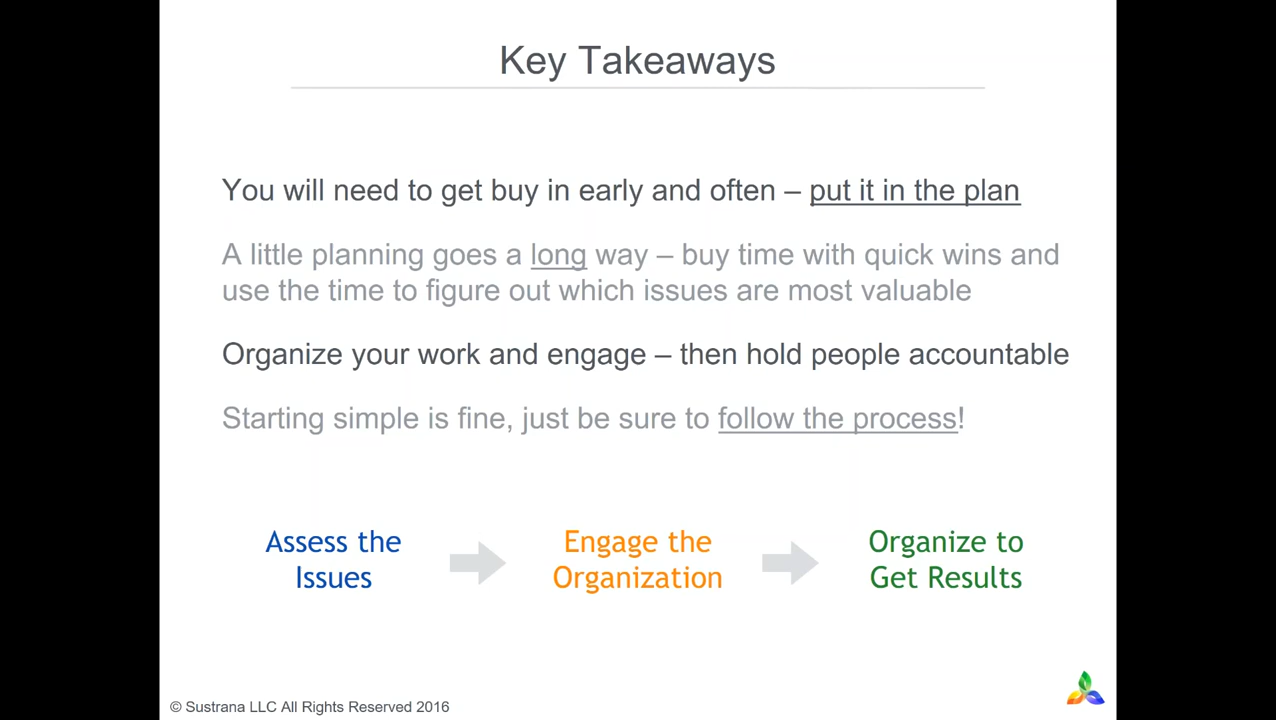 Key Takeaways
You will need to get buy in early and often – put it in the plan
A little planning goes a long way – buy time with quick wins and
use the time to figure out which issues are most valuable
Organize your work and engage – then hold people accountable
Starting simple is fine, just be sure to follow the process!
Assess the
Issues
Engage the
Organization
Organize to
Get Results
© Sustrana LLC All Rights Reserved 2016